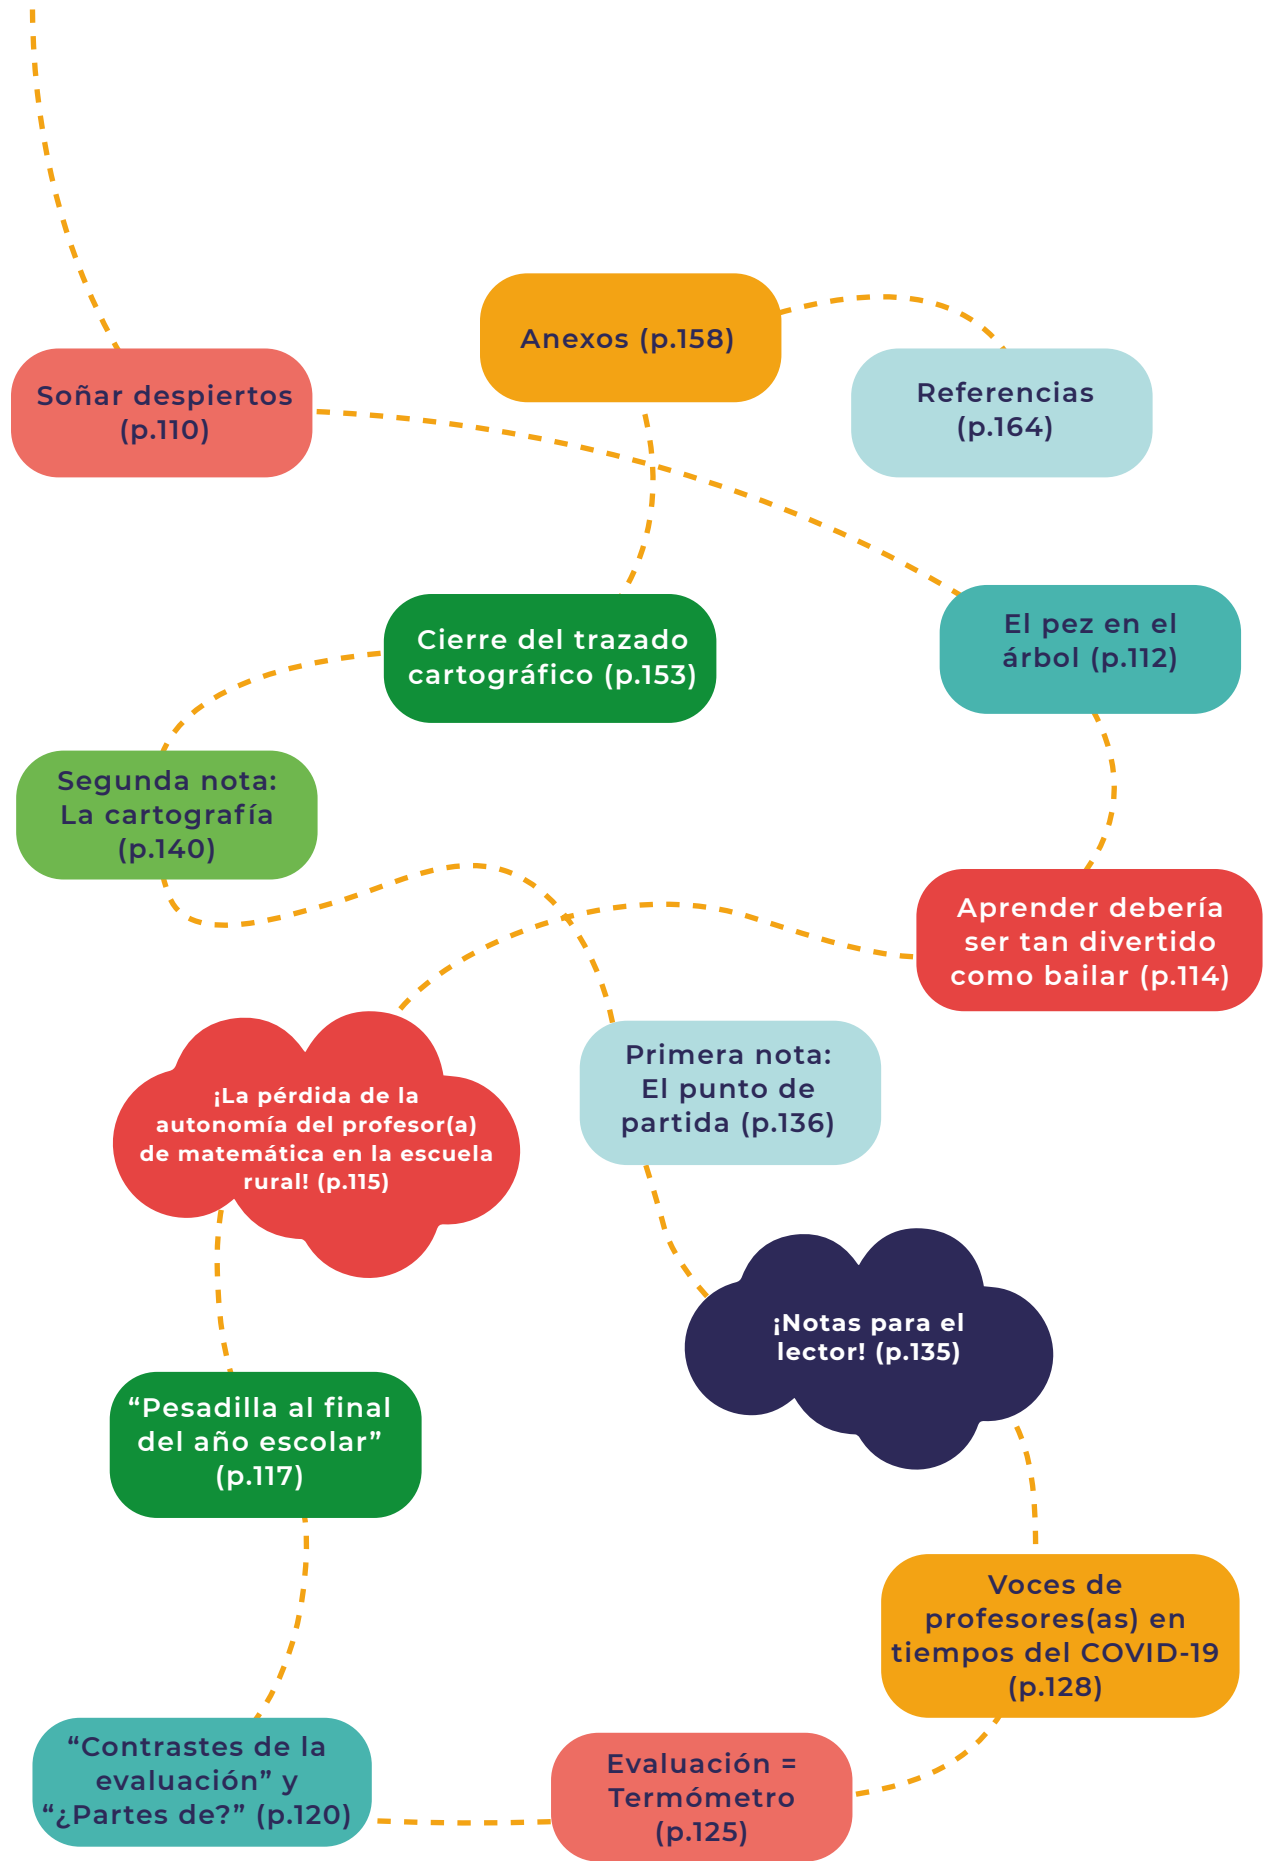 Anexos (p.158)
Soñar despiertos
(p.110)
Referencias
(p.164)
El pez en el
árbol (p.112)
Cierre del trazado
cartográfico (p.153)
Segunda nota:
La cartografía
(p.140)
Aprender debería
ser tan divertido
como bailar (p.114)
Primera nota:
El punto de
partida (p.136)
¡La pérdida de la
autonomía del profesor(a)
de matemática en la escuela
rural! (p.115)
¡Notas para el
lector! (p.135)
“Pesadilla al final
del año escolar”
(p.117)
Voces de
profesores(as) en
tiempos del COVID-19
(p.128)
“Contrastes de la
evaluación” y
“¿Partes de?” (p.120)
Evaluación =
Termómetro
(p.125)